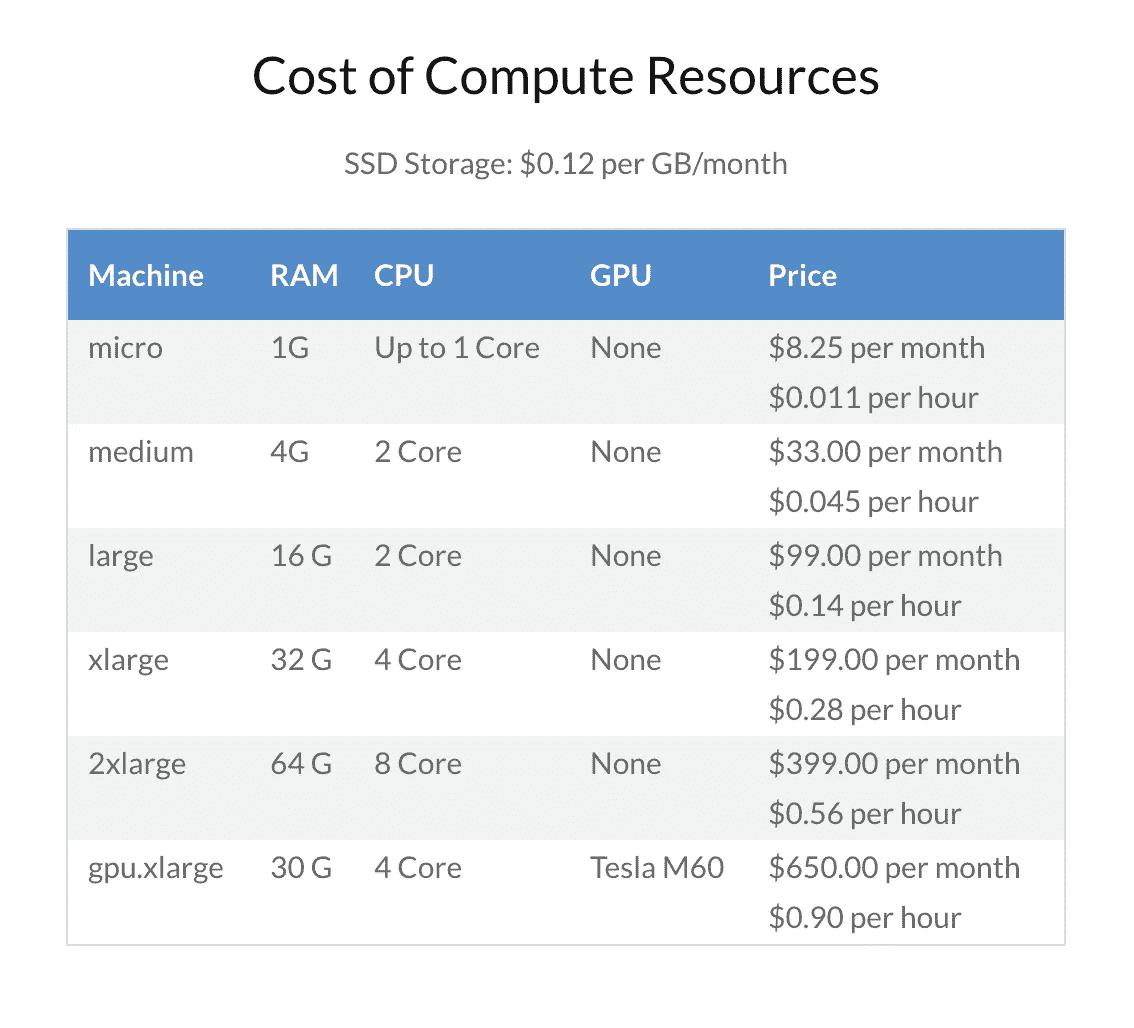 Cost of Compute Resources
SSD Storage: $0.12 per GB/month
Machine RAM CPU GPU Price
micro 1G Up to 1 Core None $8.25 per month
$0.011 per hour
medium 4G 2 Core None $33.00 per month
$0.045 per hour
large 16 G 2 Core None $99.00 per month
$0.14 per hour
xlarge 32 G 4 Core None $199.00 per month
$0.28 per hour
2xlarge 64 G 8 Core None $399.00 per month
$0.56 per hour
gpu.xlarge 30 G 4 Core Tesla M60 $650.00 per month
$0.90 per hour